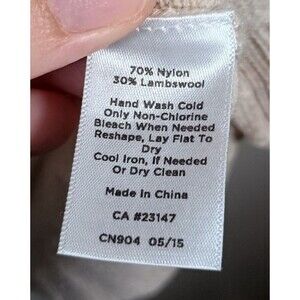 70% Nylon
30% Lambswool
Hand Wash Cold
Only Non-Chlorine
Bleach When Needed
Reshape, Lay Flat To
Dry
Cool Iron, If Needed
Or Dry Clean
Made In China
CA #23147
CN904 05/15